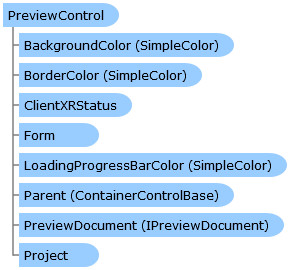 PreviewControl
BackgroundColor (SimpleColor)
BorderColor (SimpleColor)
ClientXRStatus
Form
LoadingProgressBarColor (SimpleColor)
Parent (ContainerControlBase)
PreviewDocument (IPreviewDocument)
Project